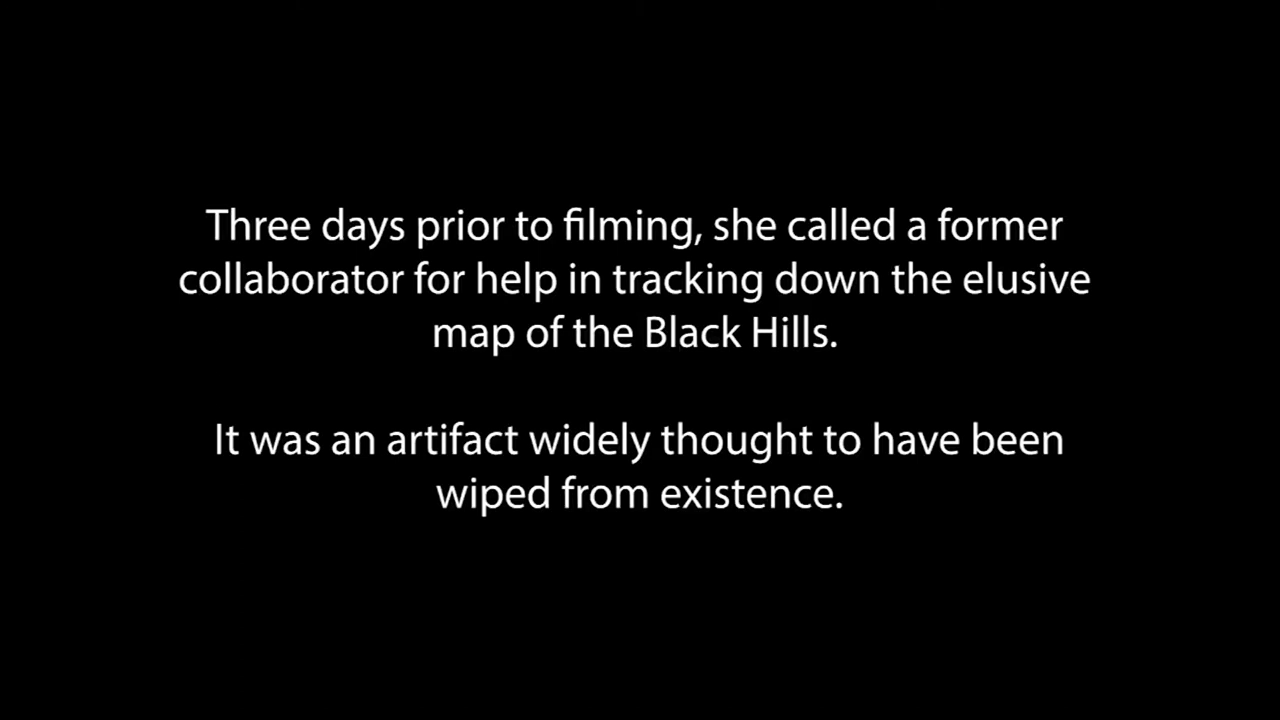 Three days prior to filming, she called a former
collaborator for help in tracking down the elusive
map of the Black Hills.
It was an artifact widely thought to have been
wiped from existence.